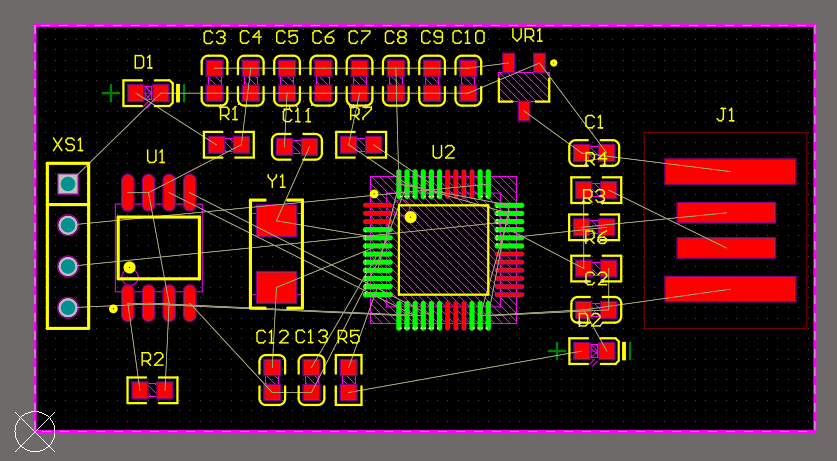 C3 C4 C5 C6 C7 C8 C9 C10 VR1
D1
R1 C11 R7 C1 J1
XS1 U1 U2 R4
Y1 R3
R6
C2
D2
C12 C13 R5
R2